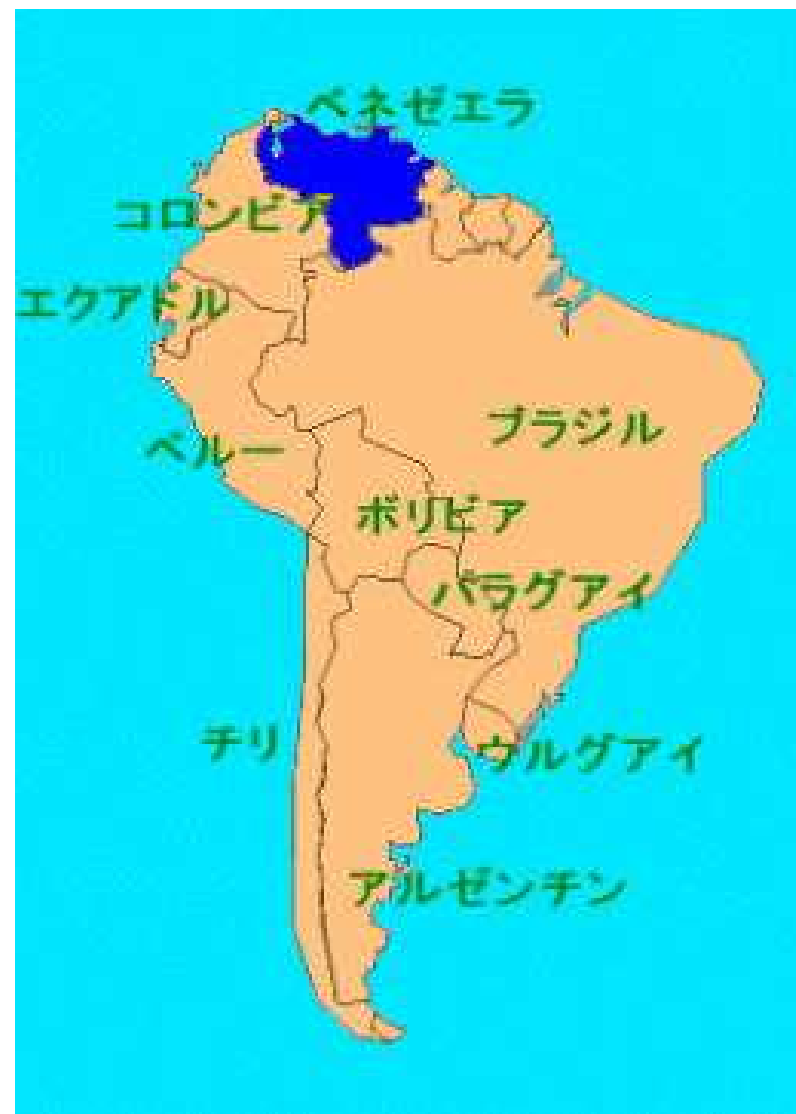 ベネゼエラ
コロンビア
エクアドル
ブラジル
ペルー
ボリビア
パラグアイ
チリ
ウルグアイ
アルゼンチン